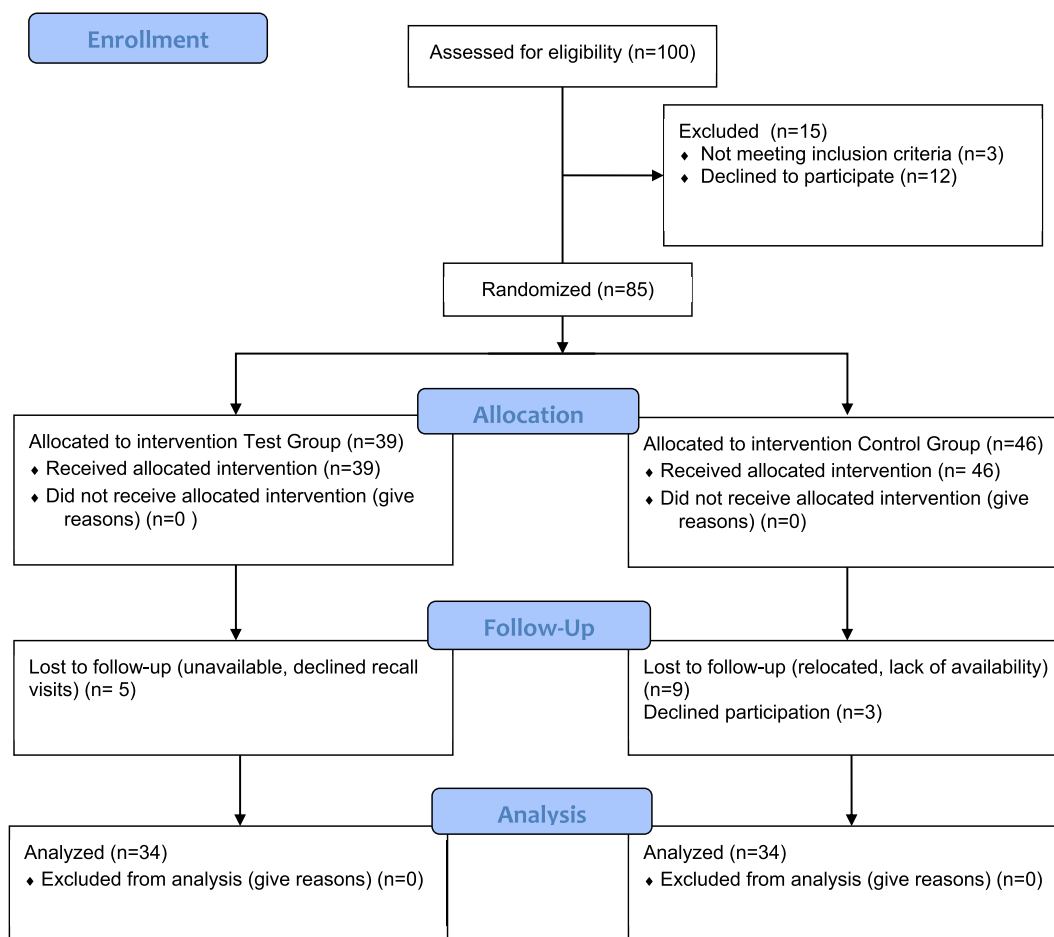 Enrollment
Assessed for eligibility (n=100)
Excluded (n=15)
♦ Not meeting inclusion criteria (n=3)
♦ Declined to participate (n=12)
Randomized (n=85)
Allocation
Allocated to intervention Test Group (n=39)
♦ Received allocated intervention (n=39)
♦ Did not receive allocated intervention (give
reasons) (n=0 )
Allocated to intervention Control Group (n=46)
♦ Received allocated intervention (n= 46)
♦ Did not receive allocated intervention (give
reasons) (n=0)
Follow-Up
Lost to follow-up (unavailable, declined recall
visits) (n= 5)
Lost to follow-up (relocated, lack of availability)
(n=9)
Declined participation (n=3)
Analysis
Analyzed (n=34)
♦ Excluded from analysis (give reasons) (n=0)
Analyzed (n=34)
♦ Excluded from analysis (give reasons) (n=0)